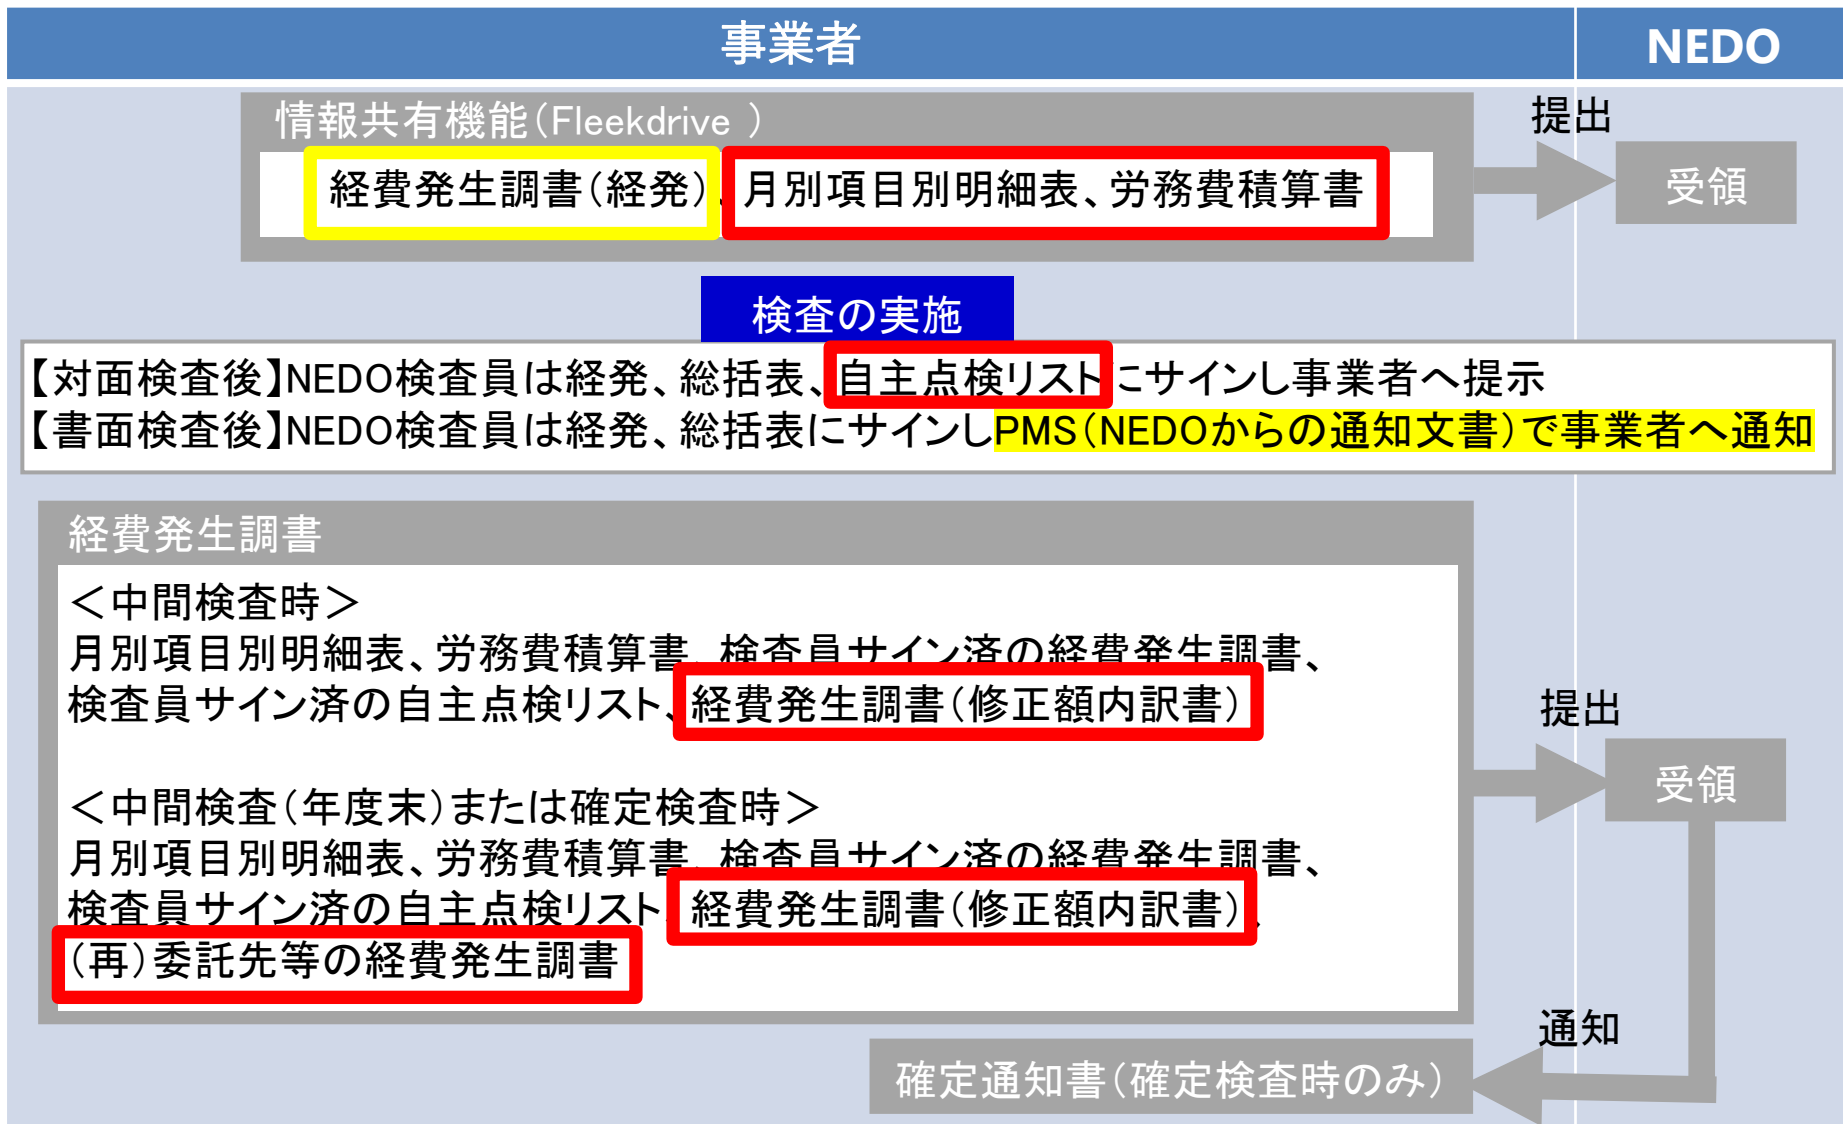 事業者
NEDO
情報共有機能(Fleekdrive )
提出
経費発生調書(経発)、月別項目別明細表、労務費積算書
受領
検査の実施
【対面検査後】NEDO検査員は経発、総括表、自主点検リストにサインし事業者へ提示
【書面検査後】NEDO検査員は経発、総括表にサインしPMS(NEDOからの通知文書)で事業者へ通知
経費発生調書
<中間検査時>
月別項目別明細表、労務費積算書、検査員サイン済の経費発生調書、
検査員サイン済の自主点検リスト、経費発生調書(修正額内訳書)
提出
受領
<中間検査(年度末)または確定検査時>
月別項目別明細表、労務費積算書、検査員サイン済の経費発生調書、
検査員サイン済の自主点検リスト、経費発生調書(修正額内訳書)、
(再)委託先等の経費発生調書
通知
確定通知書(確定検査時のみ)